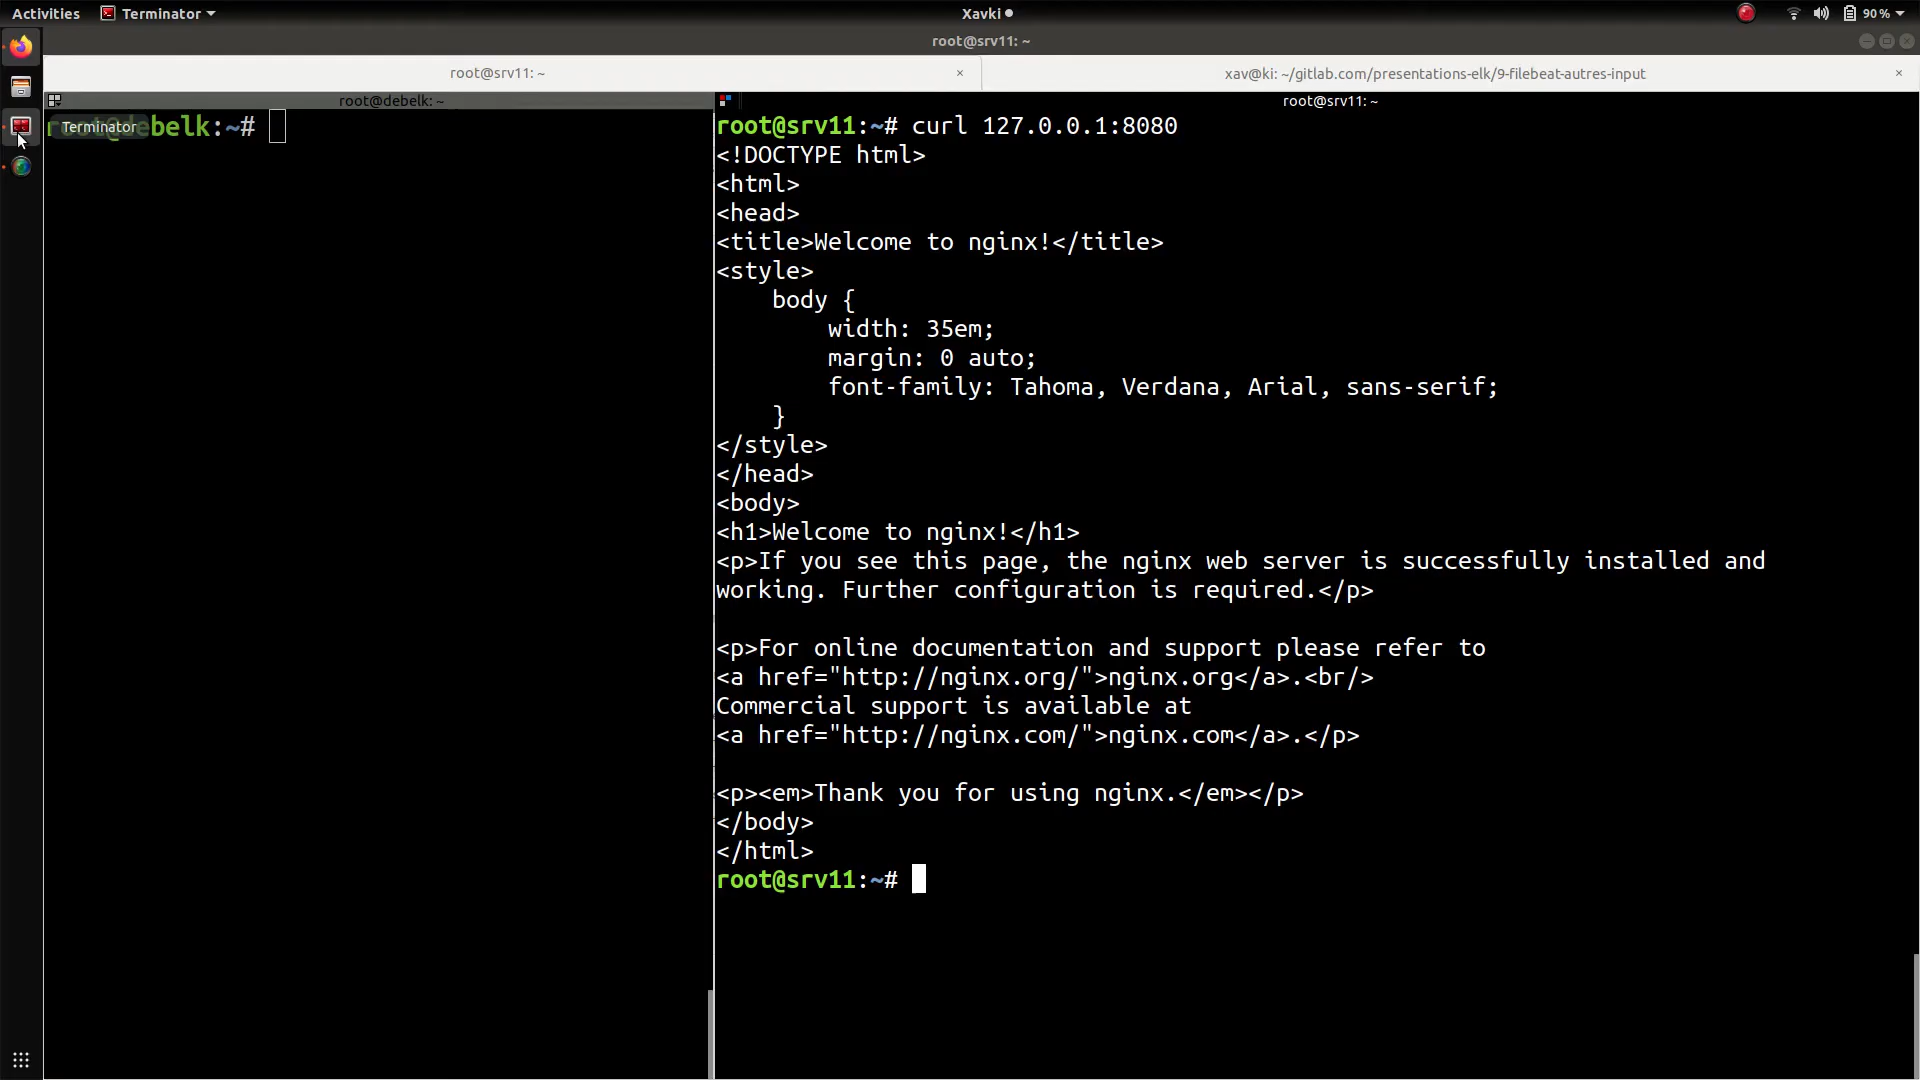 Activities Terminator Xavki 90%
root@srv11: ~
root@srv11: ~ × xav@ki: ~/gitlab.com/presentations-elk/9-filebeat-autres-input ×
root@debelk: ~
root@debelk:~#
Terminator
root@srv11: ~
root@srv11:~# curl 127.0.0.1:8080
<!DOCTYPE html>
<html>
<head>
<title>Welcome to nginx!</title>
<style>
    body {
        width: 35em;
        margin: 0 auto;
        font-family: Tahoma, Verdana, Arial, sans-serif;
    }
</style>
</head>
<body>
<h1>Welcome to nginx!</h1>
<p>If you see this page, the nginx web server is successfully installed and
working. Further configuration is required.</p>

<p>For online documentation and support please refer to
<a href="http://nginx.org/">nginx.org</a>.<br/>
Commercial support is available at
<a href="http://nginx.com/">nginx.com</a>.</p>

<p><em>Thank you for using nginx.</em></p>
</body>
</html>
root@srv11:~#